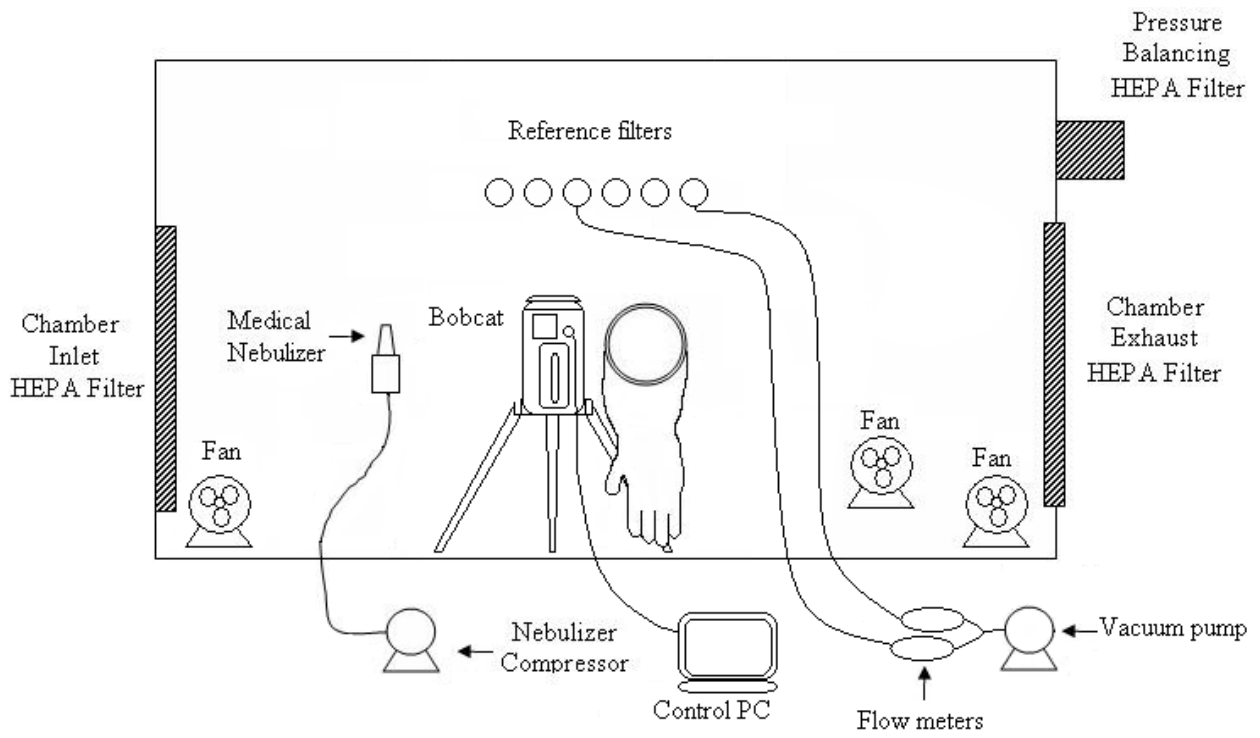 Pressure
Balancing
HEPA Filter
Reference filters
Medical
Nebulizer
Bobcat
Chamber
Inlet
HEPA Filter
Chamber
Exhaust
HEPA Filter
Fan
Fan
Fan
Nebulizer
Compressor
Control PC
Vacuum pump
Flow meters